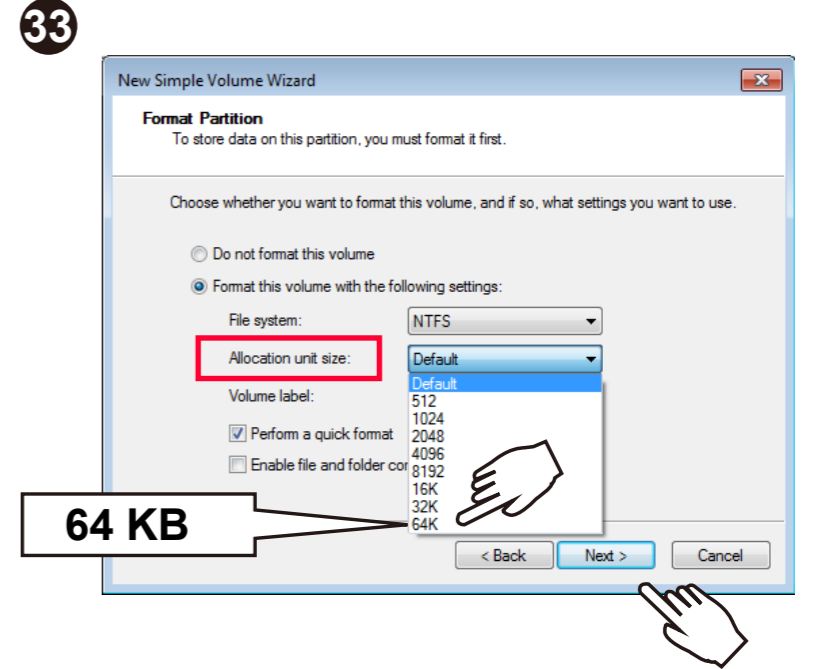 33
New Simple Volume Wizard
Format Partition
To store data on this partition, you must format it first.
Choose whether you want to format this volume, and if so, what settings you want to use.
Do not format this volume
Format this volume with the following settings:
File system: NTFS
Allocation unit size: Default
Default
Volume label:
512
1024
Perform a quick format
2048
4096
Enable file and folder cor
8192
16K
32K
64K
64 KB
< Back Next > Cancel